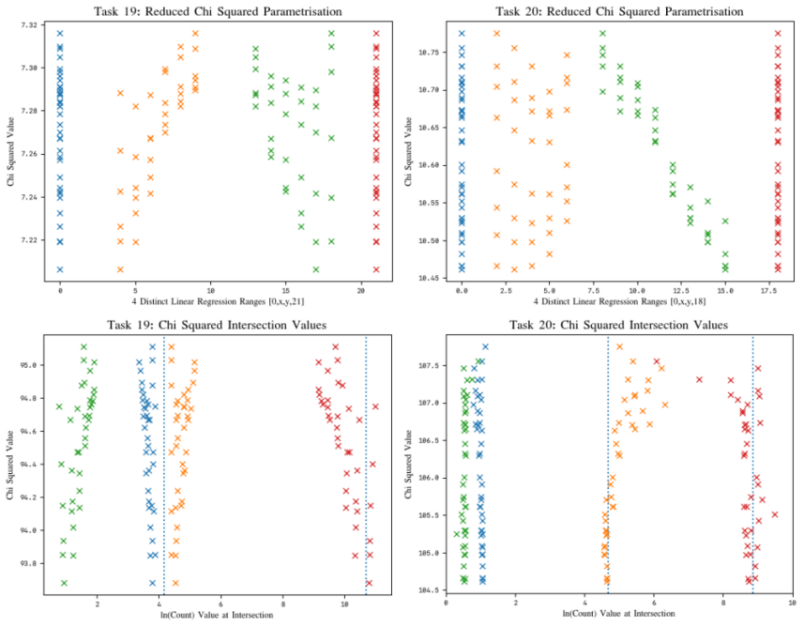 Task 19: Reduced Chi Squared Parametrisation
Chi Squared Value
7.32
7.30
7.28
7.26
7.24
7.22
0 5 10 15 20
4 Distinct Linear Regression Ranges [0,x,y,21]
Task 20: Reduced Chi Squared Parametrisation
Chi Squared Value
10.75
10.70
10.65
10.60
10.55
10.50
10.45
0.0 2.5 5.0 7.5 10.0 12.5 15.0 17.5
4 Distinct Linear Regression Ranges [0,x,y,18]
Task 19: Chi Squared Intersection Values
Chi Squared Value
95.0
94.8
94.6
94.4
94.2
94.0
93.8
2 4 6 8 10
ln(Count) Value at Intersection
Task 20: Chi Squared Intersection Values
Chi Squared Value
107.5
107.0
106.5
106.0
105.5
105.0
104.5
0 2 4 6 8 10
ln(Count) Value at Intersection